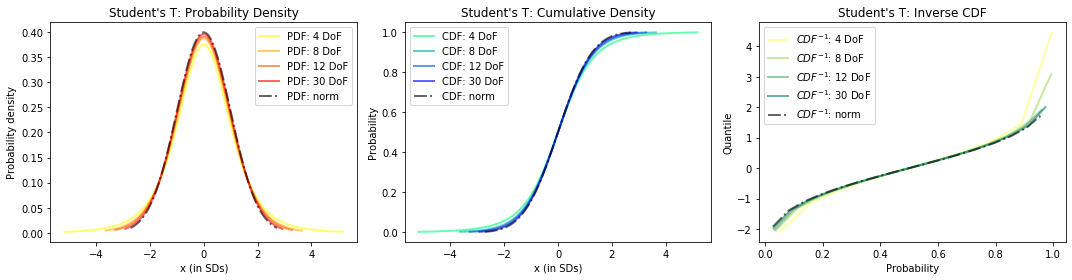 Student's T: Probability Density
0.40
0.35
0.30
0.25
0.20
0.15
0.10
0.05
0.00
Probability density
PDF: 4 DoF
PDF: 8 DoF
PDF: 12 DoF
PDF: 30 DoF
PDF: norm
−4
−2
0
2
4
x (in SDs)
Student's T: Cumulative Density
1.0
0.8
0.6
0.4
0.2
0.0
Probability
CDF: 4 DoF
CDF: 8 DoF
CDF: 12 DoF
CDF: 30 DoF
CDF: norm
−4
−2
0
2
4
x (in SDs)
Student's T: Inverse CDF
4
3
2
1
0
−1
−2
Quantile
CDF⁻¹: 4 DoF
CDF⁻¹: 8 DoF
CDF⁻¹: 12 DoF
CDF⁻¹: 30 DoF
CDF⁻¹: norm
0.0
0.2
0.4
0.6
0.8
1.0
Probability